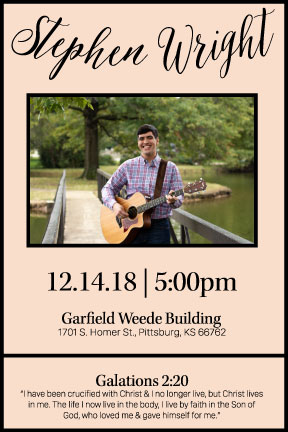 Stephen Wright
12.14.18 | 5:00pm
Garfield Weede Building
1701 S. Homer St., Pittsburg, KS 66762
Galations 2:20
"I have been crucified with Christ & I no longer live, but Christ lives
in me. The life I now live in the body, I live by faith in the Son of
God, who loved me & gave himself for me."